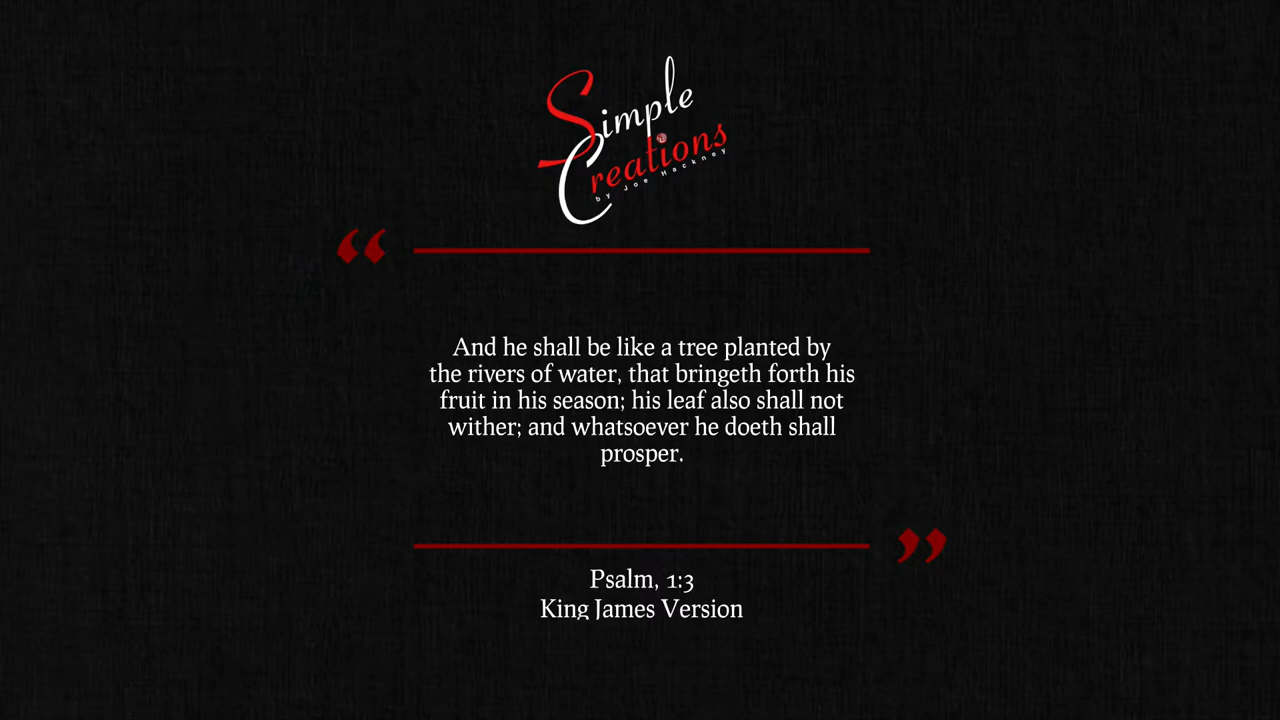 Simple
Creations
by Joe Hackney
“
And he shall be like a tree planted by
the rivers of water, that bringeth forth his
fruit in his season; his leaf also shall not
wither; and whatsoever he doeth shall
prosper.
”
Psalm, 1:3
King James Version